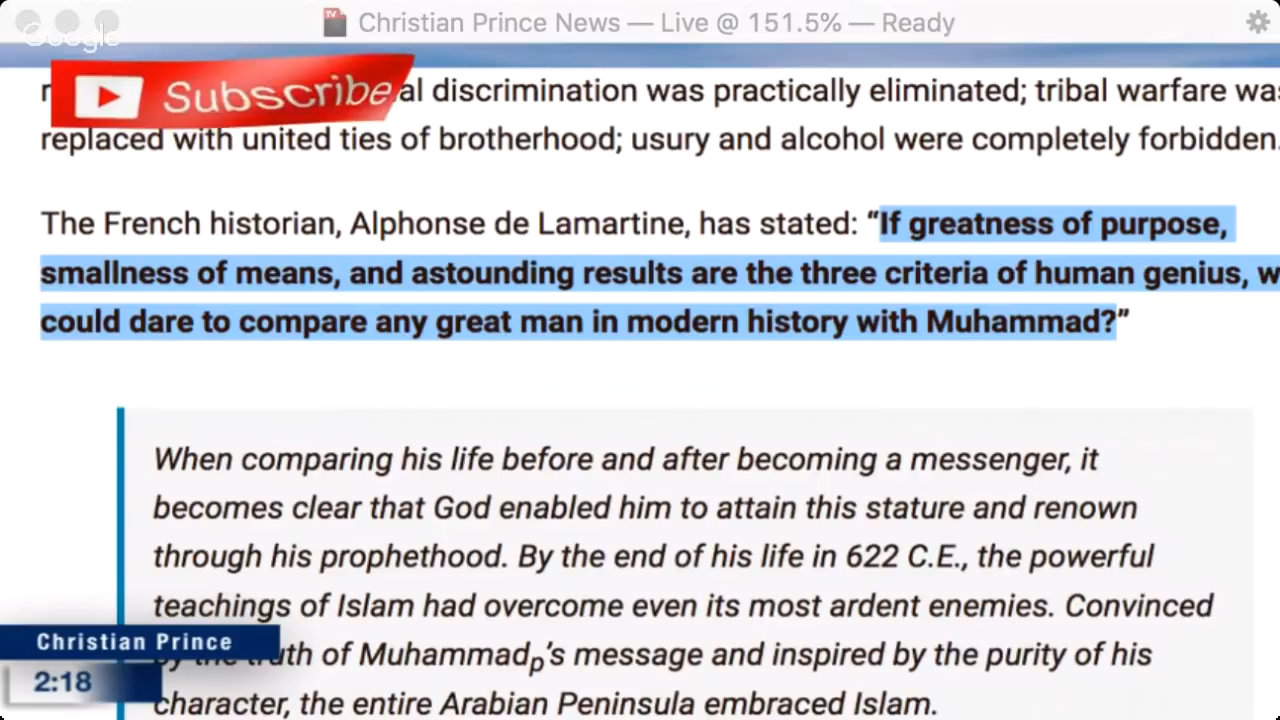 Christian Prince News — Live @ 151.5% — Ready
Google
TV
Subscribe
al discrimination was practically eliminated; tribal warfare was
replaced with united ties of brotherhood; usury and alcohol were completely forbidden.
The French historian, Alphonse de Lamartine, has stated: “If greatness of purpose,
smallness of means, and astounding results are the three criteria of human genius, w
could dare to compare any great man in modern history with Muhammad?”
When comparing his life before and after becoming a messenger, it
becomes clear that God enabled him to attain this stature and renown
through his prophethood. By the end of his life in 622 C.E., the powerful
teachings of Islam had overcome even its most ardent enemies. Convinced
by the truth of Muhammadp’s message and inspired by the purity of his
character, the entire Arabian Peninsula embraced Islam.
Christian Prince
2:18